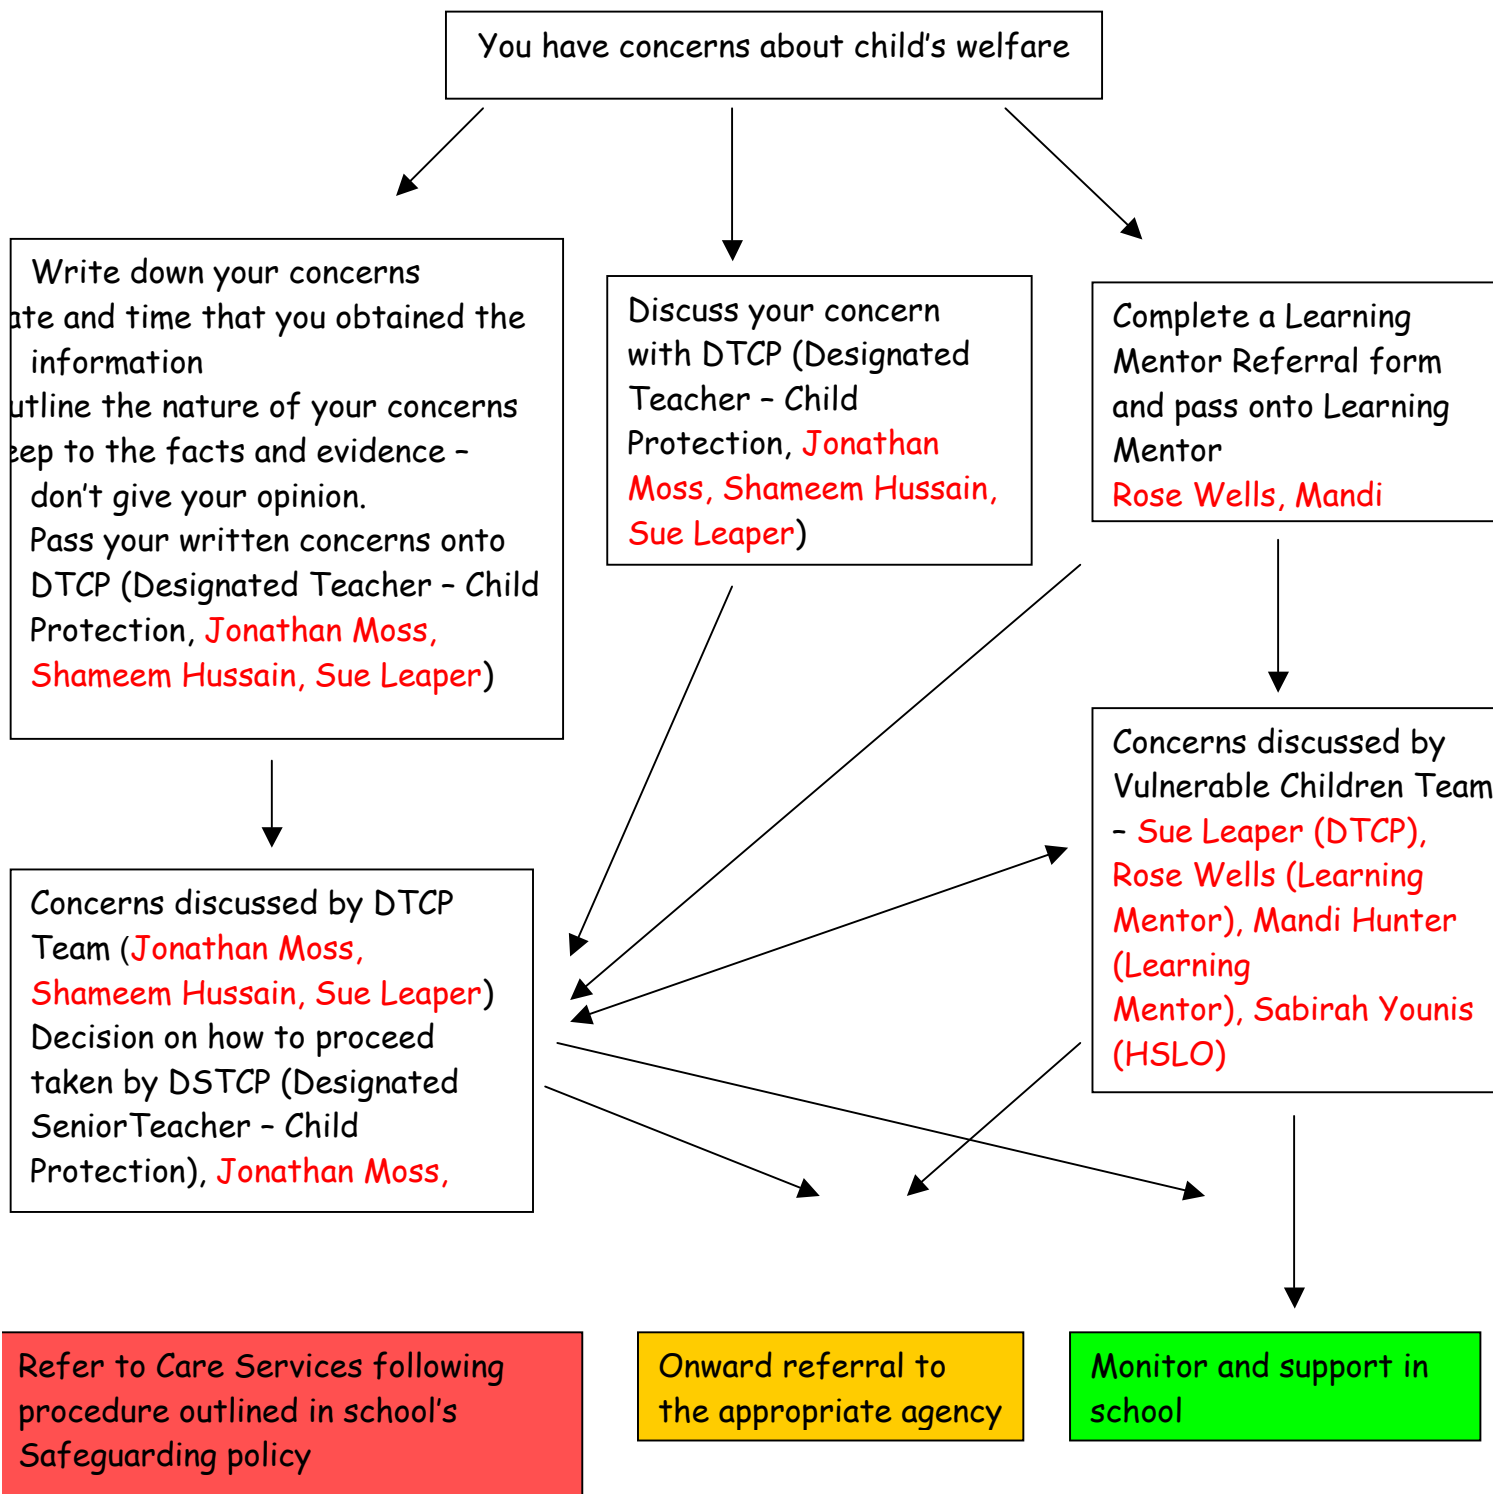 You have concerns about child's welfare
Write down your concerns
ate and time that you obtained the
information
utline the nature of your concerns
eep to the facts and evidence –
don't give your opinion.
Pass your written concerns onto
DTCP (Designated Teacher – Child
Protection, Jonathan Moss,
Shameem Hussain, Sue Leaper)
Discuss your concern
with DTCP (Designated
Teacher – Child
Protection, Jonathan
Moss, Shameem Hussain,
Sue Leaper)
Complete a Learning
Mentor Referral form
and pass onto Learning
Mentor
Rose Wells, Mandi
Concerns discussed by DTCP
Team (Jonathan Moss,
Shameem Hussain, Sue Leaper)
Decision on how to proceed
taken by DSTCP (Designated
SeniorTeacher – Child
Protection), Jonathan Moss,
Concerns discussed by
Vulnerable Children Team
– Sue Leaper (DTCP),
Rose Wells (Learning
Mentor), Mandi Hunter
(Learning
Mentor), Sabirah Younis
(HSLO)
Refer to Care Services following
procedure outlined in school's
Safeguarding policy
Onward referral to
the appropriate agency
Monitor and support in
school